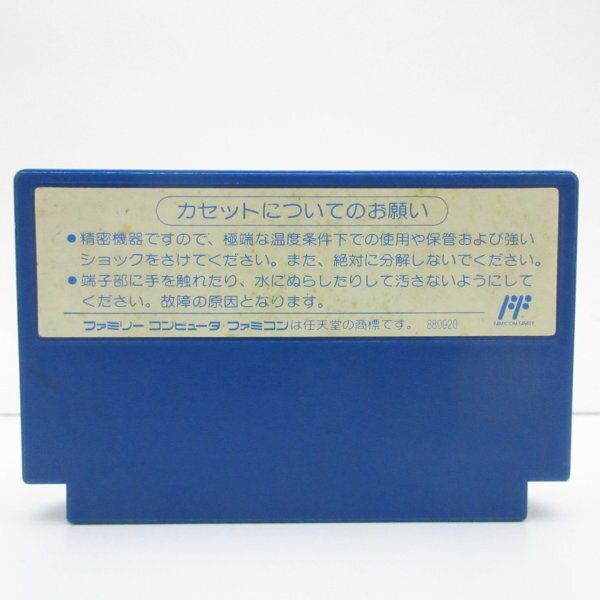 カセットについてのお願い
●精密機器ですので、極端な温度条件下での使用や保管および強い
ショックをさけてください。また、絶対に分解しないでください。
●端子部に手を触れたり、水にぬらしたりして汚さないようにして
ください。故障の原因となります。
FAMICOM FAMILY
ファミリー コンピュータ・ファミコンは任天堂の商標です。 880920